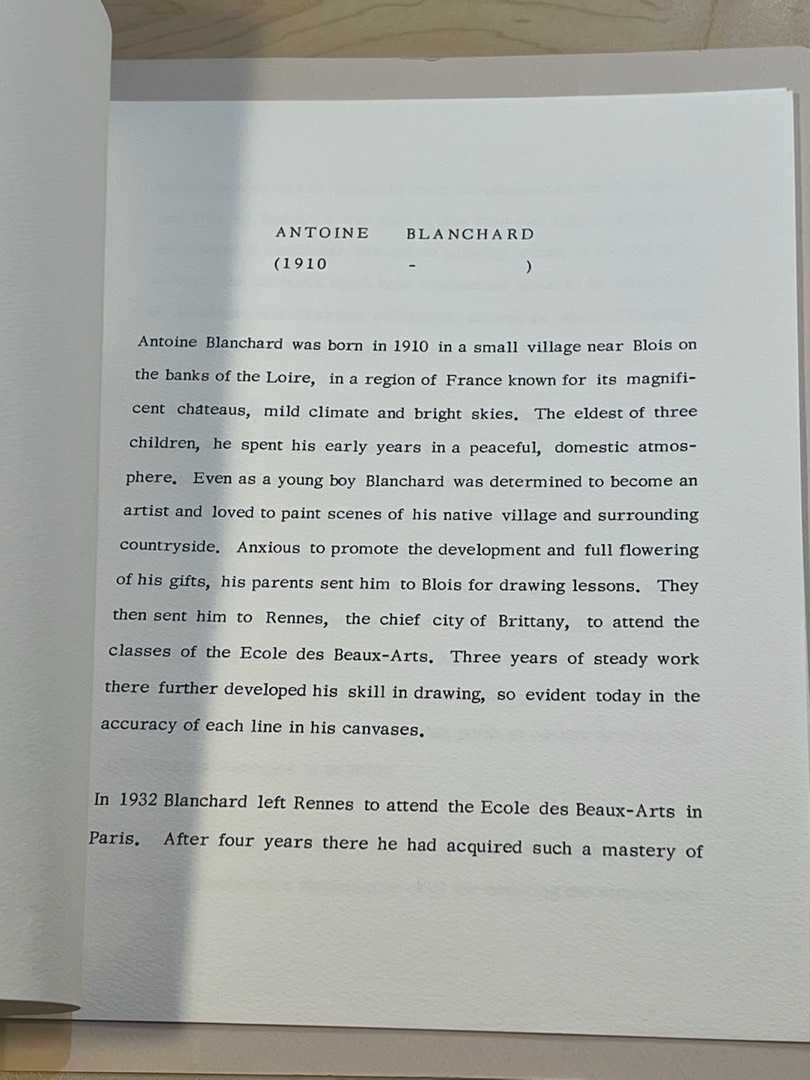 ANTOINE BLANCHARD
(1910 - )
Antoine Blanchard was born in 1910 in a small village near Blois on
the banks of the Loire, in a region of France known for its magnifi-
cent chateaus, mild climate and bright skies. The eldest of three
children, he spent his early years in a peaceful, domestic atmos-
phere. Even as a young boy Blanchard was determined to become an
artist and loved to paint scenes of his native village and surrounding
countryside. Anxious to promote the development and full flowering
of his gifts, his parents sent him to Blois for drawing lessons. They
then sent him to Rennes, the chief city of Brittany, to attend the
classes of the Ecole des Beaux-Arts. Three years of steady work
there further developed his skill in drawing, so evident today in the
accuracy of each line in his canvases.
In 1932 Blanchard left Rennes to attend the Ecole des Beaux-Arts in
Paris. After four years there he had acquired such a mastery of